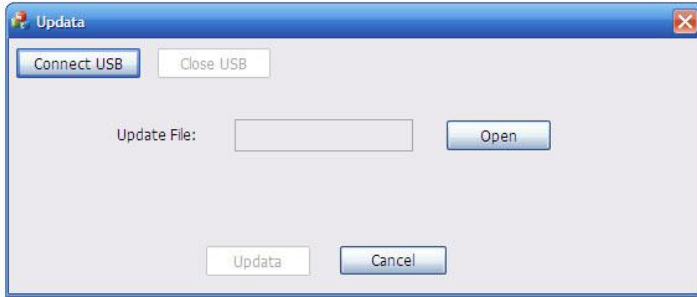 Updata
Connect USB Close USB
Update File: Open
Updata Cancel